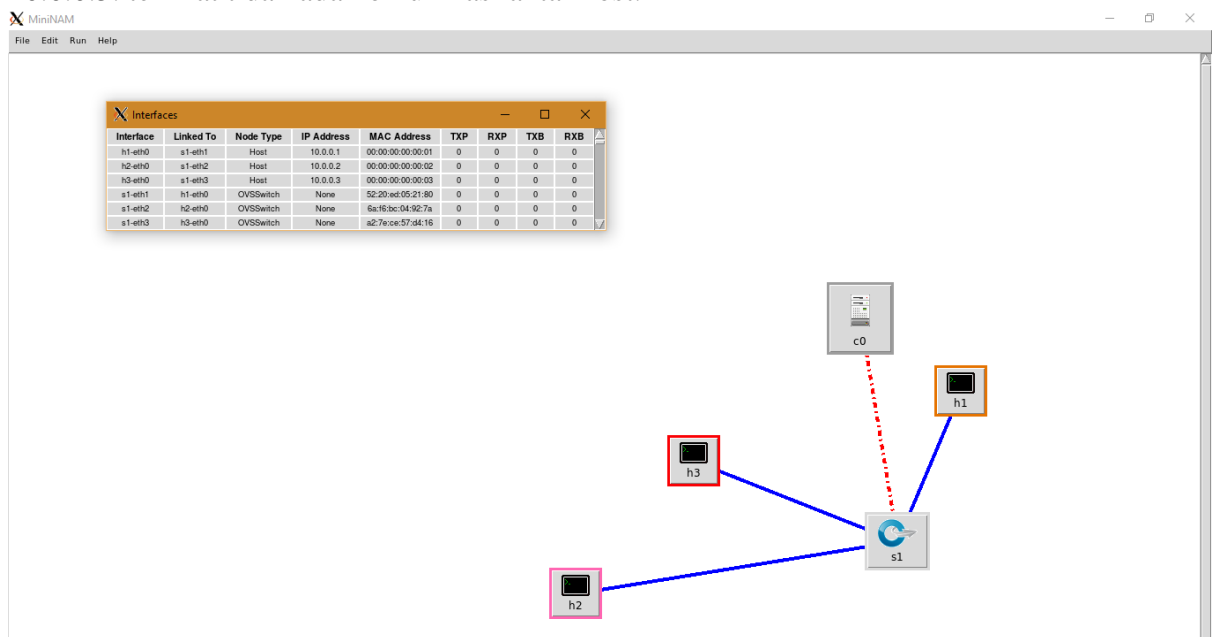 MiniNAM
File Edit Run Help
Interfaces
Interface Linked To Node Type IP Address MAC Address TXP RXP TXB RXB
h1-eth0 s1-eth1 Host 10.0.0.1 00:00:00:00:00:01 0 0 0 0
h2-eth0 s1-eth2 Host 10.0.0.2 00:00:00:00:00:02 0 0 0 0
h3-eth0 s1-eth3 Host 10.0.0.3 00:00:00:00:00:03 0 0 0 0
s1-eth1 h1-eth0 OVSSwitch None 52:20:ed:05:21:80 0 0 0 0
s1-eth2 h2-eth0 OVSSwitch None 6a:f6:bc:04:92:7a 0 0 0 0
s1-eth3 h3-eth0 OVSSwitch None a2:7e:ce:57:d4:16 0 0 0 0
c0
h1
h3
s1
h2